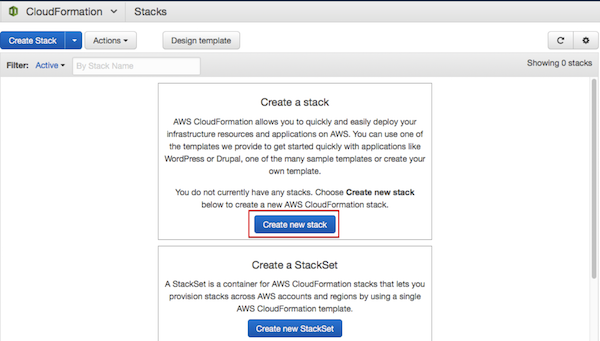 CloudFormation Stacks
Create Stack Actions Design template
Filter: Active By Stack Name Showing 0 stacks
Create a stack
AWS CloudFormation allows you to quickly and easily deploy your
infrastructure resources and applications on AWS. You can use one of
the templates we provide to get started quickly with applications like
WordPress or Drupal, one of the many sample templates or create your
own template.
You do not currently have any stacks. Choose Create new stack
below to create a new AWS CloudFormation stack.
Create new stack
Create a StackSet
A StackSet is a container for AWS CloudFormation stacks that lets you
provision stacks across AWS accounts and regions by using a single
AWS CloudFormation template.
Create new StackSet